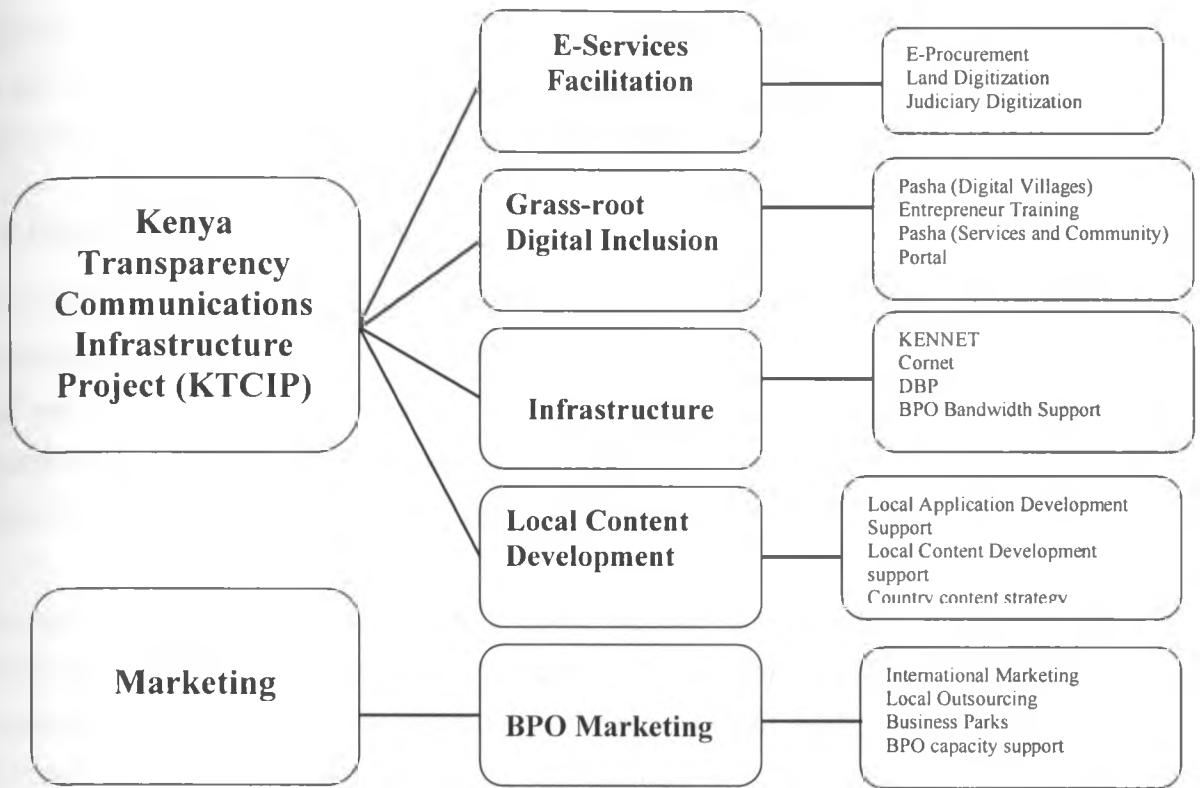 Kenya
Transparency
Communications
Infrastructure
Project (KTCIP)
E-Services
Facilitation
E-Procurement
Land Digitization
Judiciary Digitization
Grass-root
Digital Inclusion
Pasha (Digital Villages)
Entrepreneur Training
Pasha (Services and Community)
Portal
Infrastructure
KENNET
Cornet
DBP
BPO Bandwidth Support
Local Content
Development
Local Application Development
Support
Local Content Development
support
Country content strategy
Marketing
BPO Marketing
International Marketing
Local Outsourcing
Business Parks
BPO capacity support